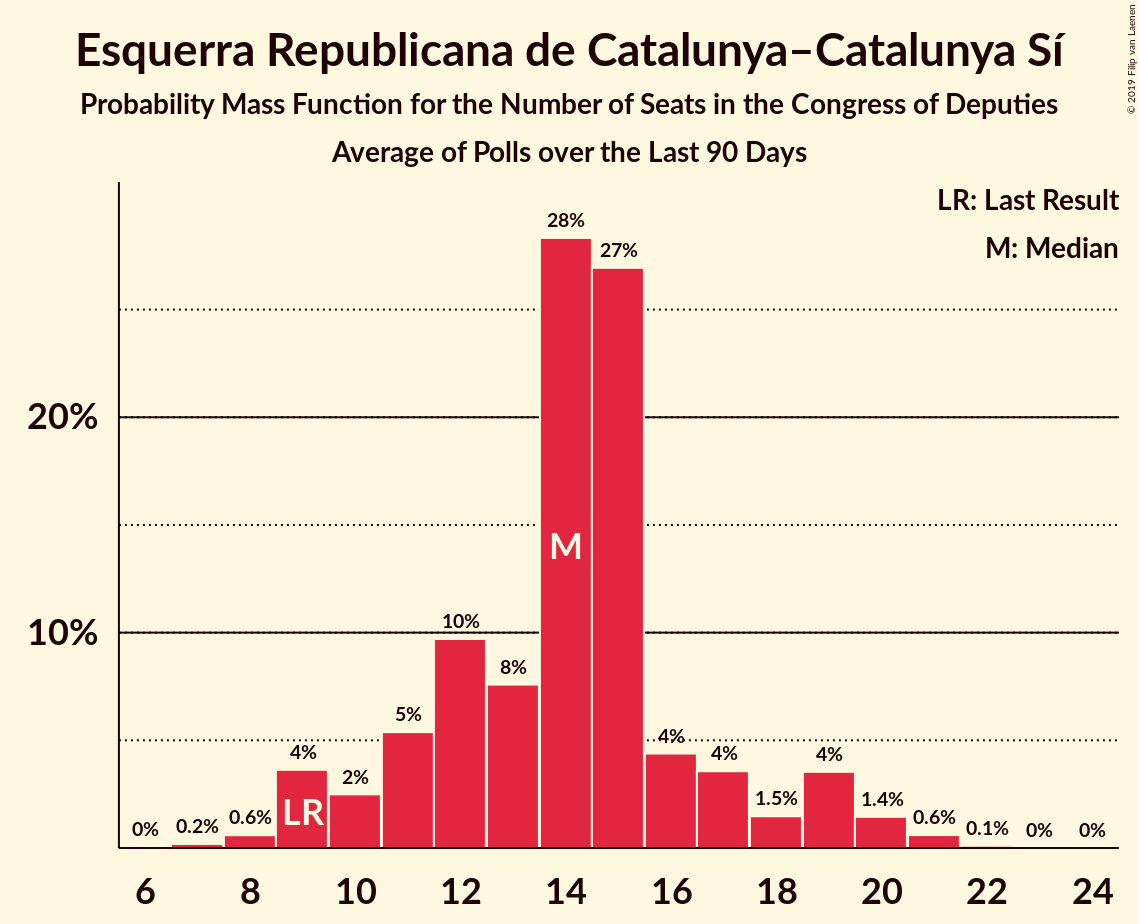 Esquerra Republicana de Catalunya–Catalunya Sí
Probability Mass Function for the Number of Seats in the Congress of Deputies
Average of Polls over the Last 90 Days
© 2019 Filip van Laenen
LR: Last Result
M: Median
20%
10%
0%
0.2%
0.6%
4%
2%
5%
10%
8%
28%
27%
4%
4%
1.5%
4%
1.4%
0.6%
0.1%
0%
0%
LR
M
6 8 10 12 14 16 18 20 22 24